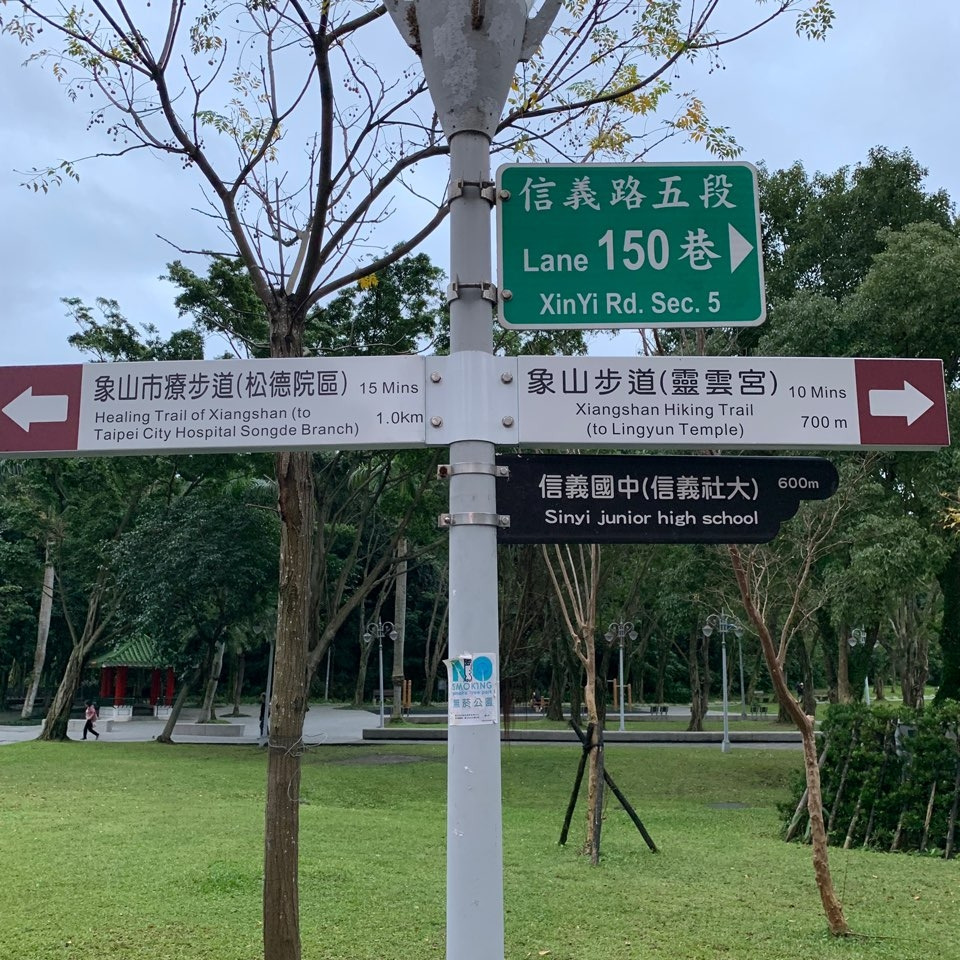 信義路五段
Lane 150 巷
XinYi Rd. Sec. 5
象山市療步道(松德院區) 15 Mins
Healing Trail of Xiangshan (to
Taipei City Hospital Songde Branch) 1.0km
象山步道(靈雲宮) 10 Mins
Xiangshan Hiking Trail
(to Lingyun Temple) 700 m
信義國中(信義社大) 600m
Sinyi junior high school
NO
SMOKING
無菸公園